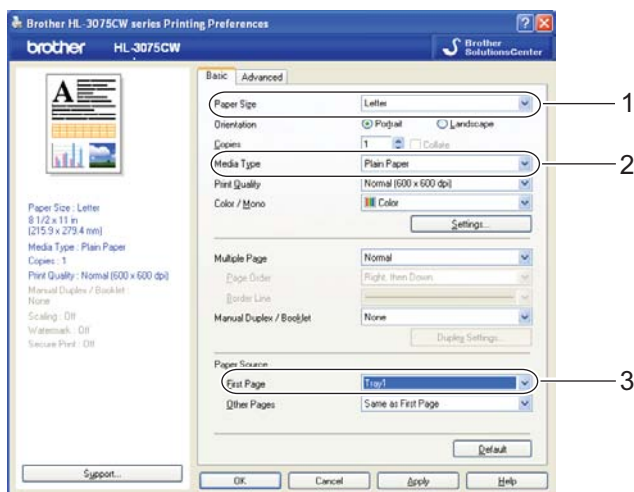 Brother HL-3075CW series Printing Preferences
brother HL-3075CW
Brother
SolutionsCenter
Basic Advanced
Paper Size Letter 1
Orientation Portrait Landscape
Copies 1 Collate
Media Type Plain Paper 2
Print Quality Normal (600 x 600 dpi)
Color / Mono Color
Settings...
Multiple Page Normal
Page Order Right, then Down
Border Line
Manual Duplex / Booklet None
Duplex Settings...
Paper Source
First Page Tray1 3
Other Pages Same as First Page
Default
A
Paper Size : Letter
8 1/2 x 11 in
(215.9 x 279.4 mm)
Media Type : Plain Paper
Copies : 1
Print Quality : Normal (600 x 600 dpi)
Manual Duplex / Booklet :
None
Scaling : Off
Watermark : Off
Secure Print : Off
Support...
OK Cancel Apply Help